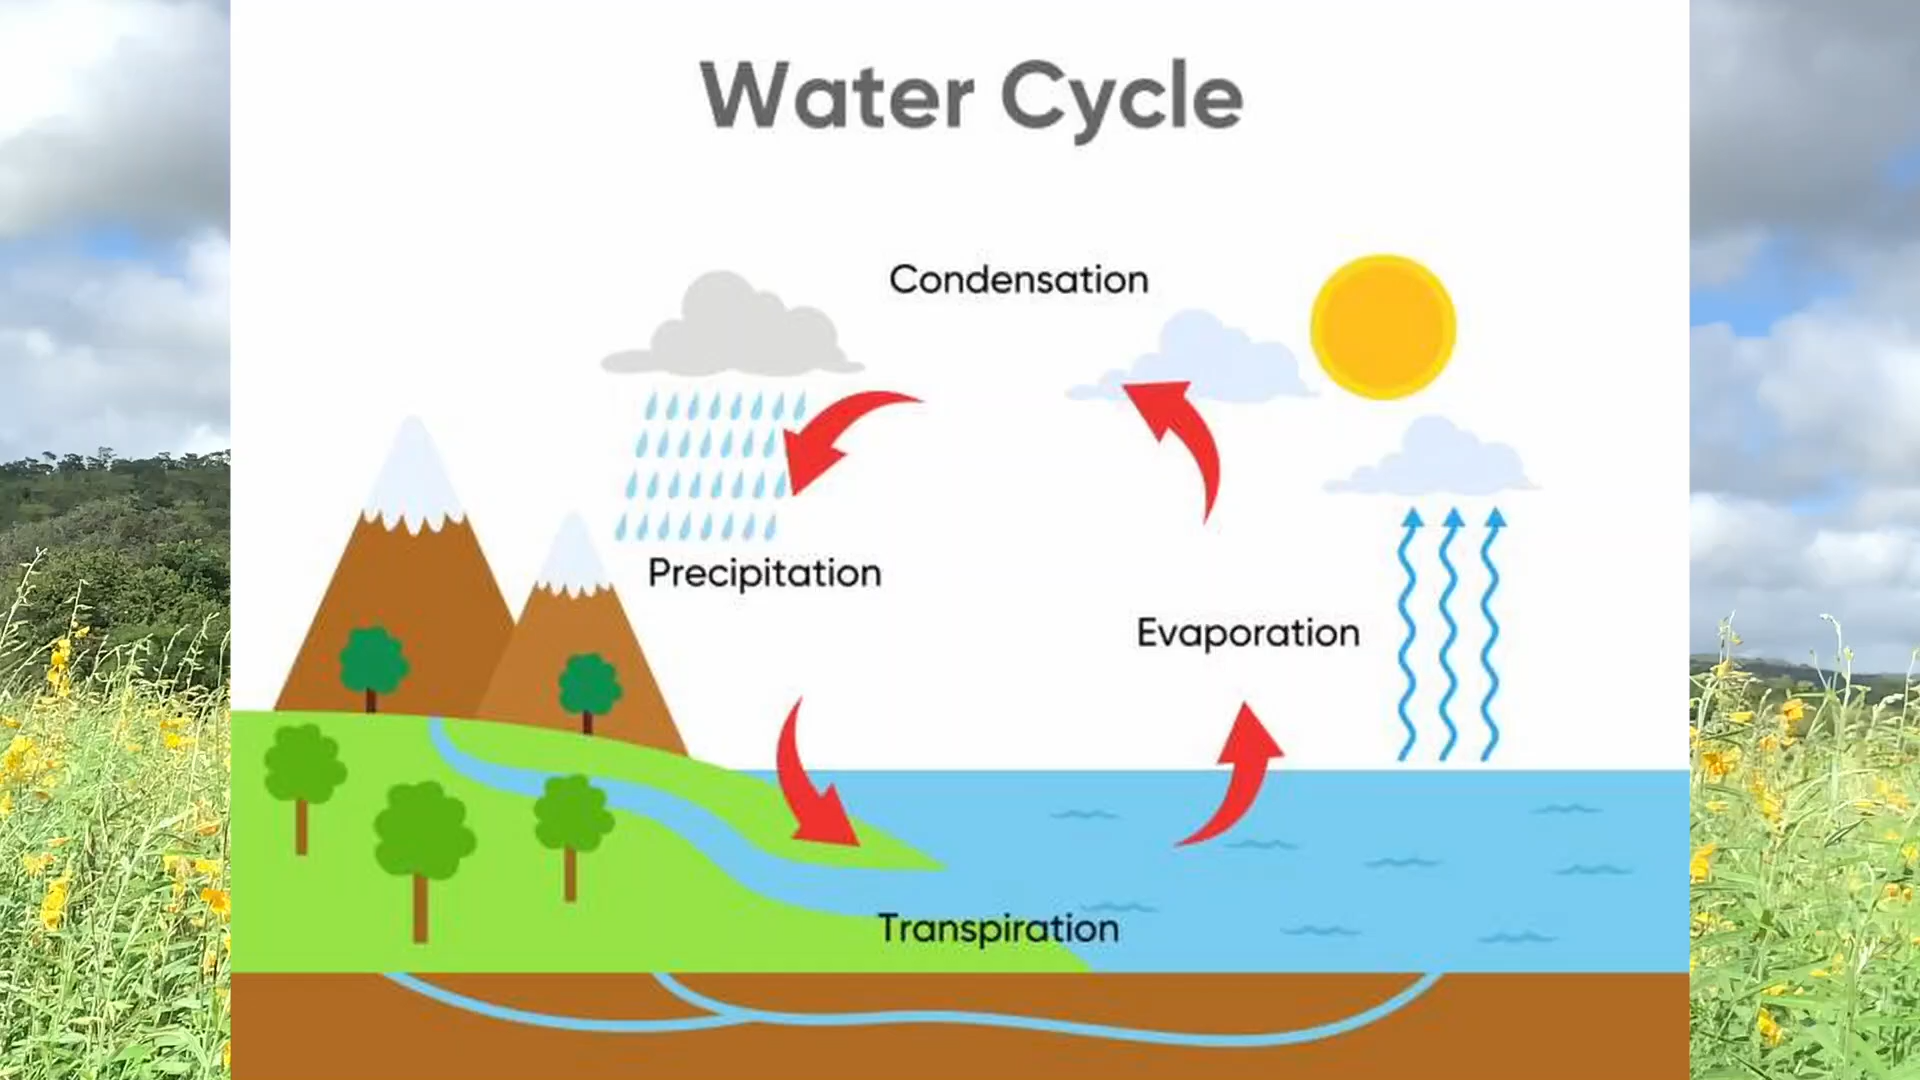 Water Cycle
Condensation
Precipitation
Evaporation
Transpiration